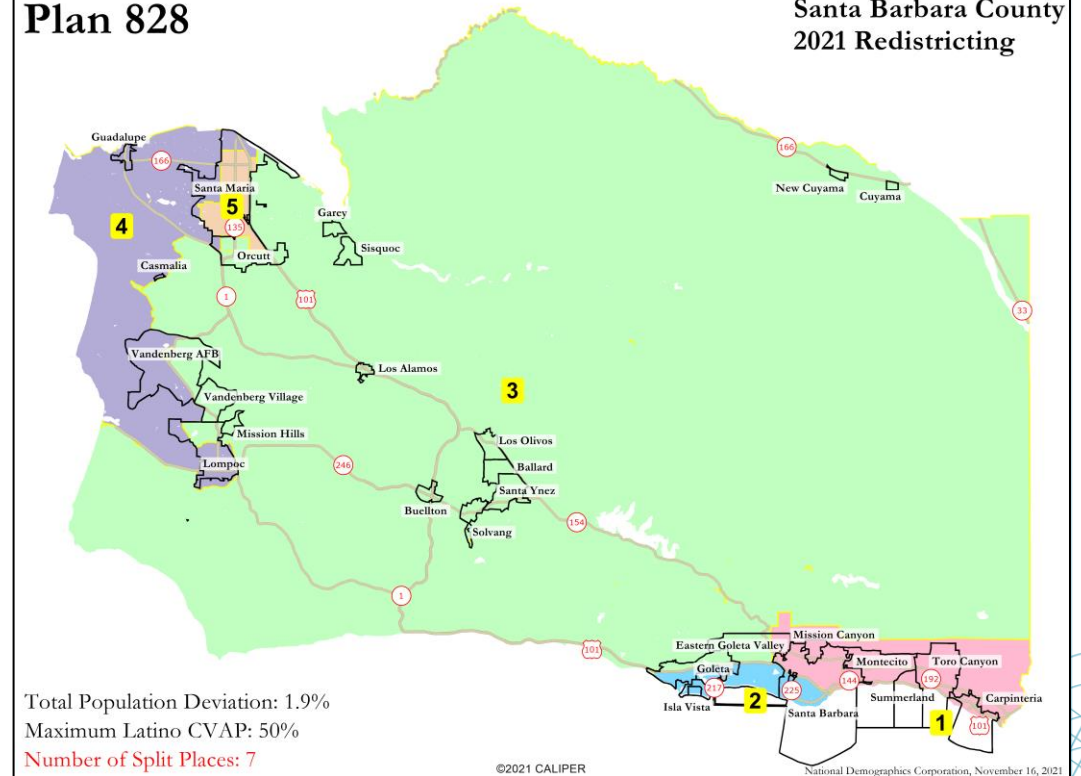 Plan 828
Santa Barbara County
2021 Redistricting
Guadalupe
166
166
Santa Maria
New Cuyama
Cuyama
5
Garey
4
135
Sisquoc
Orcutt
Casmalia
1
101
33
Vandenberg AFB
Los Alamos
3
Vandenberg Village
Mission Hills
Los Olivos
Lompoc
246
Ballard
Santa Ynez
Buellton
154
Solvang
1
101
Mission Canyon
Eastern Goleta Valley
Montecito
Toro Canyon
Goleta
217
225
144
192
Isla Vista
2
Santa Barbara
Summerland
Carpinteria
1
101
Total Population Deviation: 1.9%
Maximum Latino CVAP: 50%
Number of Split Places: 7
©2021 CALIPER
National Demographics Corporation, November 16, 2021